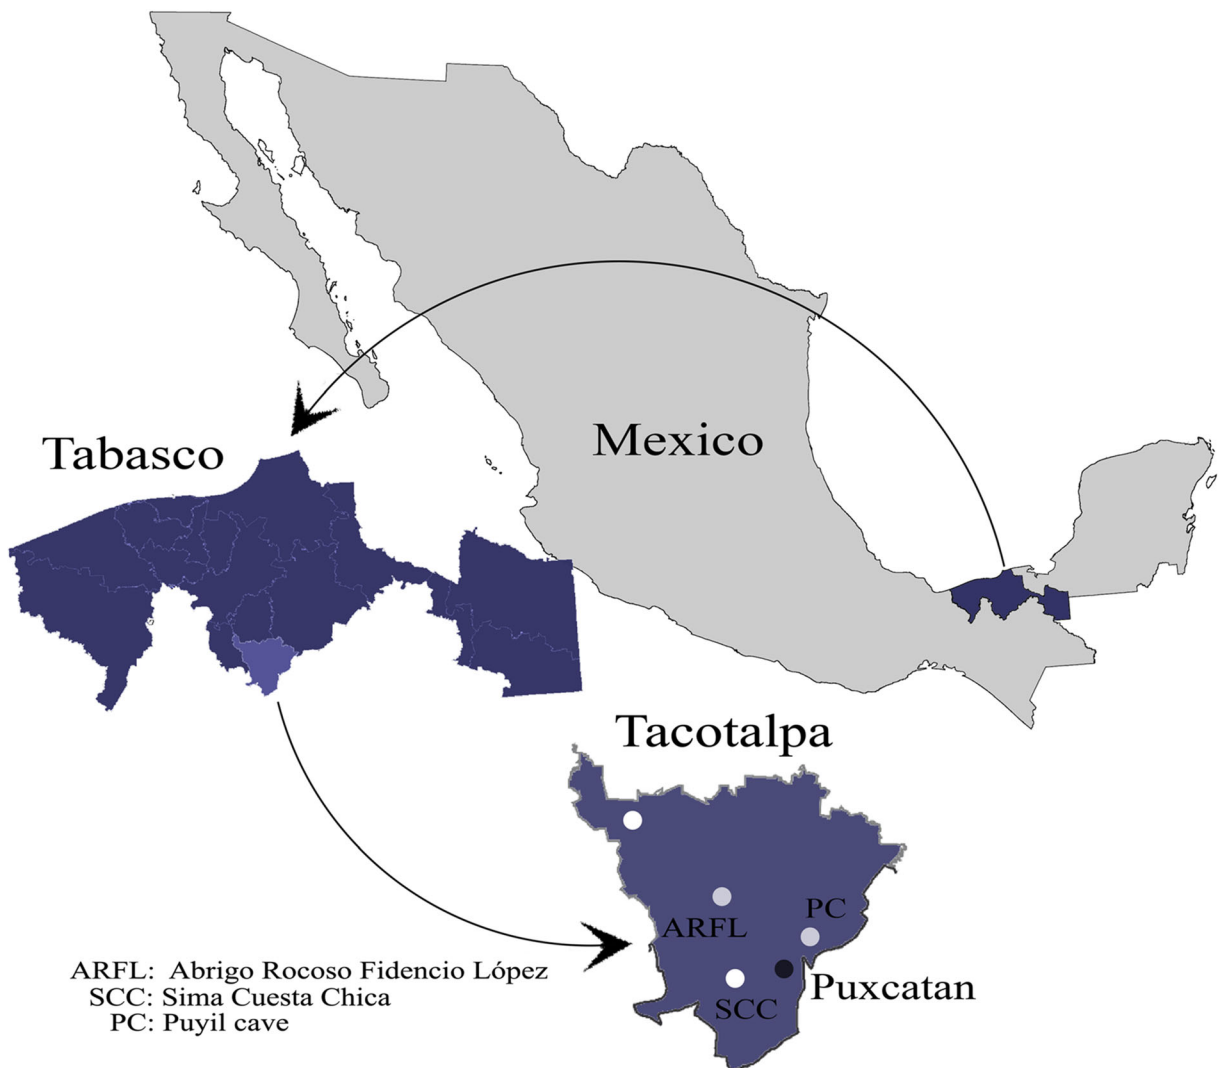 Tabasco
Mexico
Tacotalpa
PC
ARFL
Puxcatan
SCC
ARFL: Abrigo Rocoso Fidencio López
SCC: Sima Cuesta Chica
PC: Puyil cave